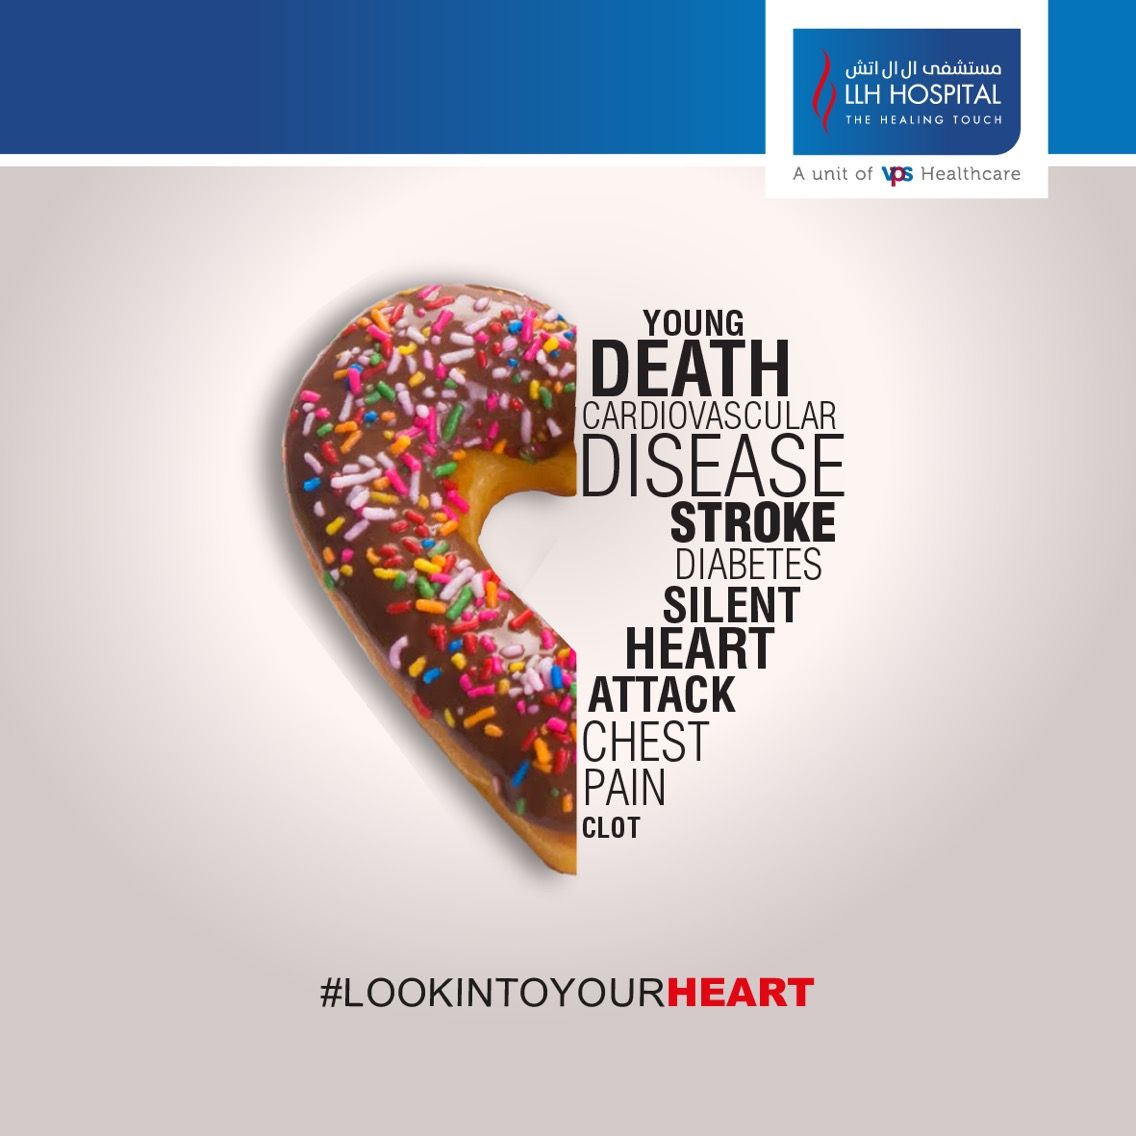 مستشفى ال ال اتش
LLH HOSPITAL
THE HEALING TOUCH
A unit of VPS Healthcare
YOUNG
DEATH
CARDIOVASCULAR
DISEASE
STROKE
DIABETES
SILENT
HEART
ATTACK
CHEST
PAIN
CLOT
#LOOKINTOYOURHEART